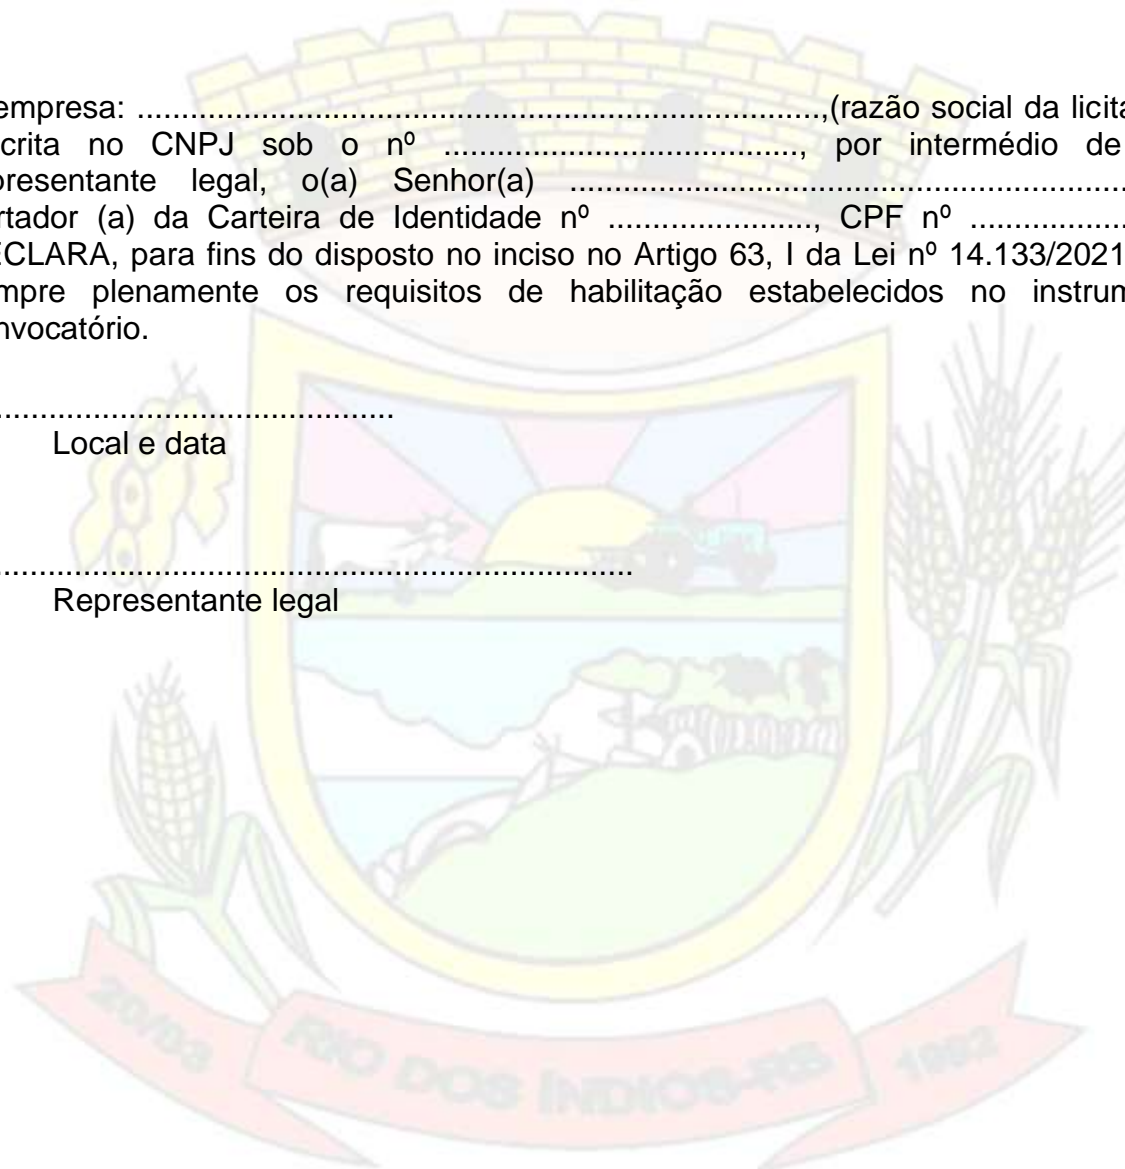 empresa: ..........................................................................,(razão social da licita
crita no CNPJ sob o nº ......................................, por intermédio de
presentante legal, o(a) Senhor(a) ............................................................
rtador (a) da Carteira de Identidade nº ......................, CPF nº .................
ECLARA, para fins do disposto no inciso no Artigo 63, I da Lei nº 14.133/2021
mpre plenamente os requisitos de habilitação estabelecidos no instrum
nvocatório.
...........................................
Local e data
.....................................................................
Representante legal
20/03 RIO DOS ÍNDIOS-RS 1992